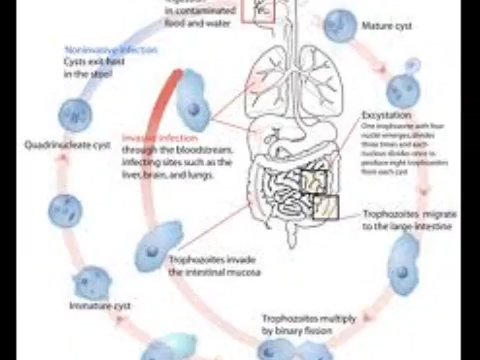 in contaminated
food and water
Mature cyst
Noninvasive infection
Cysts exit host
in the stool
Excystation
One trophozoite with four
nuclei emerges, divides
three times and each
nucleus divides once to
produce eight trophozoites
from each cyst
Quadrinucleate cyst
Invasive infection
through the bloodstream,
infecting sites such as the
liver, brain, and lungs.
Trophozoites migrate
to the large intestine
Trophozoites invade
the intestinal mucosa
Immature cyst
Trophozoites multiply
by binary fission